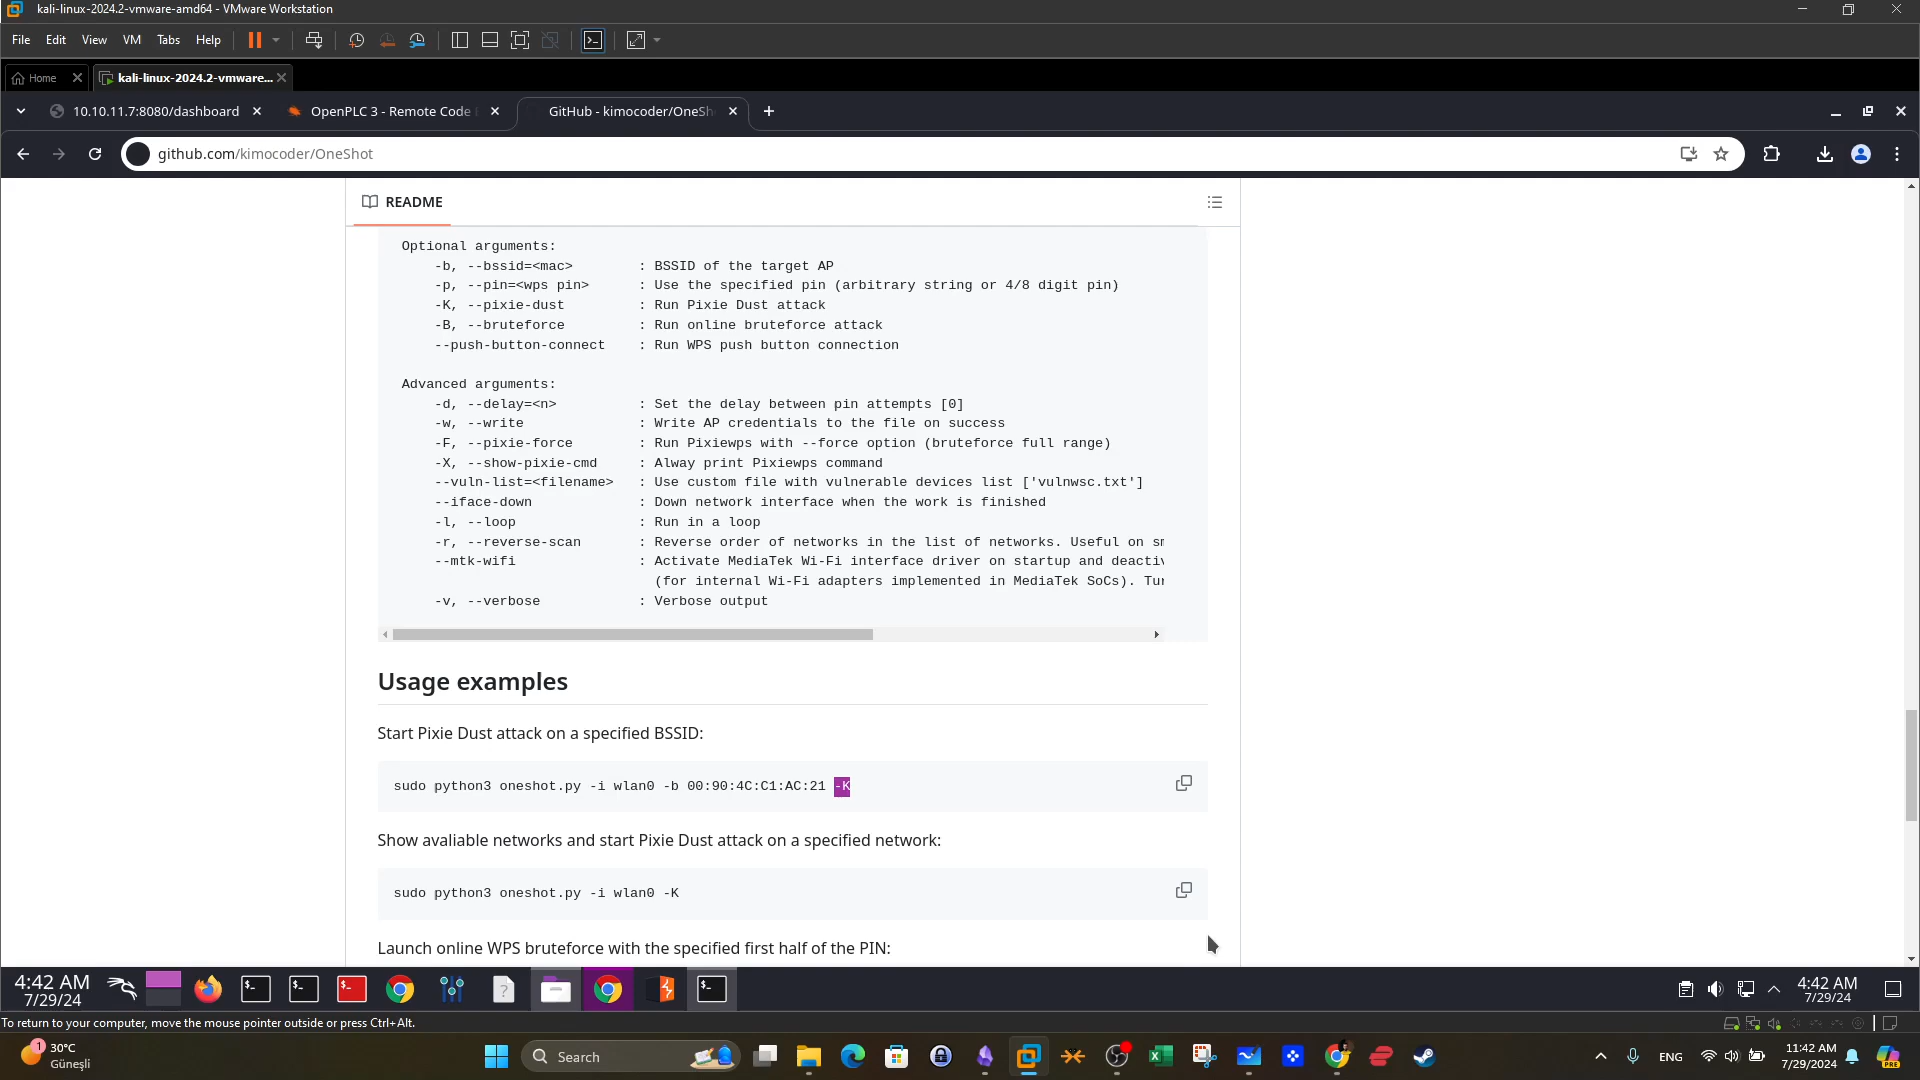 kali-linux-2024.2-vmware-amd64 - VMware Workstation
File Edit View VM Tabs Help
Home kali-linux-2024.2-vmware...
10.10.11.7:8080/dashboard OpenPLC 3 - Remote Code GitHub - kimocoder/OneSh
github.com/kimocoder/OneShot
README
Optional arguments:
-b, --bssid=<mac> : BSSID of the target AP
-p, --pin=<wps pin> : Use the specified pin (arbitrary string or 4/8 digit pin)
-K, --pixie-dust : Run Pixie Dust attack
-B, --bruteforce : Run online bruteforce attack
--push-button-connect : Run WPS push button connection
Advanced arguments:
-d, --delay=<n> : Set the delay between pin attempts [0]
-w, --write : Write AP credentials to the file on success
-F, --pixie-force : Run Pixiewps with --force option (bruteforce full range)
-X, --show-pixie-cmd : Alway print Pixiewps command
--vuln-list=<filename> : Use custom file with vulnerable devices list ['vulnwsc.txt']
--iface-down : Down network interface when the work is finished
-l, --loop : Run in a loop
-r, --reverse-scan : Reverse order of networks in the list of networks. Useful on sm
--mtk-wifi : Activate MediaTek Wi-Fi interface driver on startup and deactiv
(for internal Wi-Fi adapters implemented in MediaTek SoCs). Tur
-v, --verbose : Verbose output
Usage examples
Start Pixie Dust attack on a specified BSSID:
sudo python3 oneshot.py -i wlan0 -b 00:90:4C:C1:AC:21 -K
Show avaliable networks and start Pixie Dust attack on a specified network:
sudo python3 oneshot.py -i wlan0 -K
Launch online WPS bruteforce with the specified first half of the PIN:
4:42 AM
7/29/24
4:42 AM
7/29/24
To return to your computer, move the mouse pointer outside or press Ctrl+Alt.
1
30°C
Güneşli
Search
ENG
11:42 AM
7/29/2024
PRE